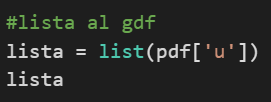 #lista al gdf
lista = list(pdf['u'])
lista